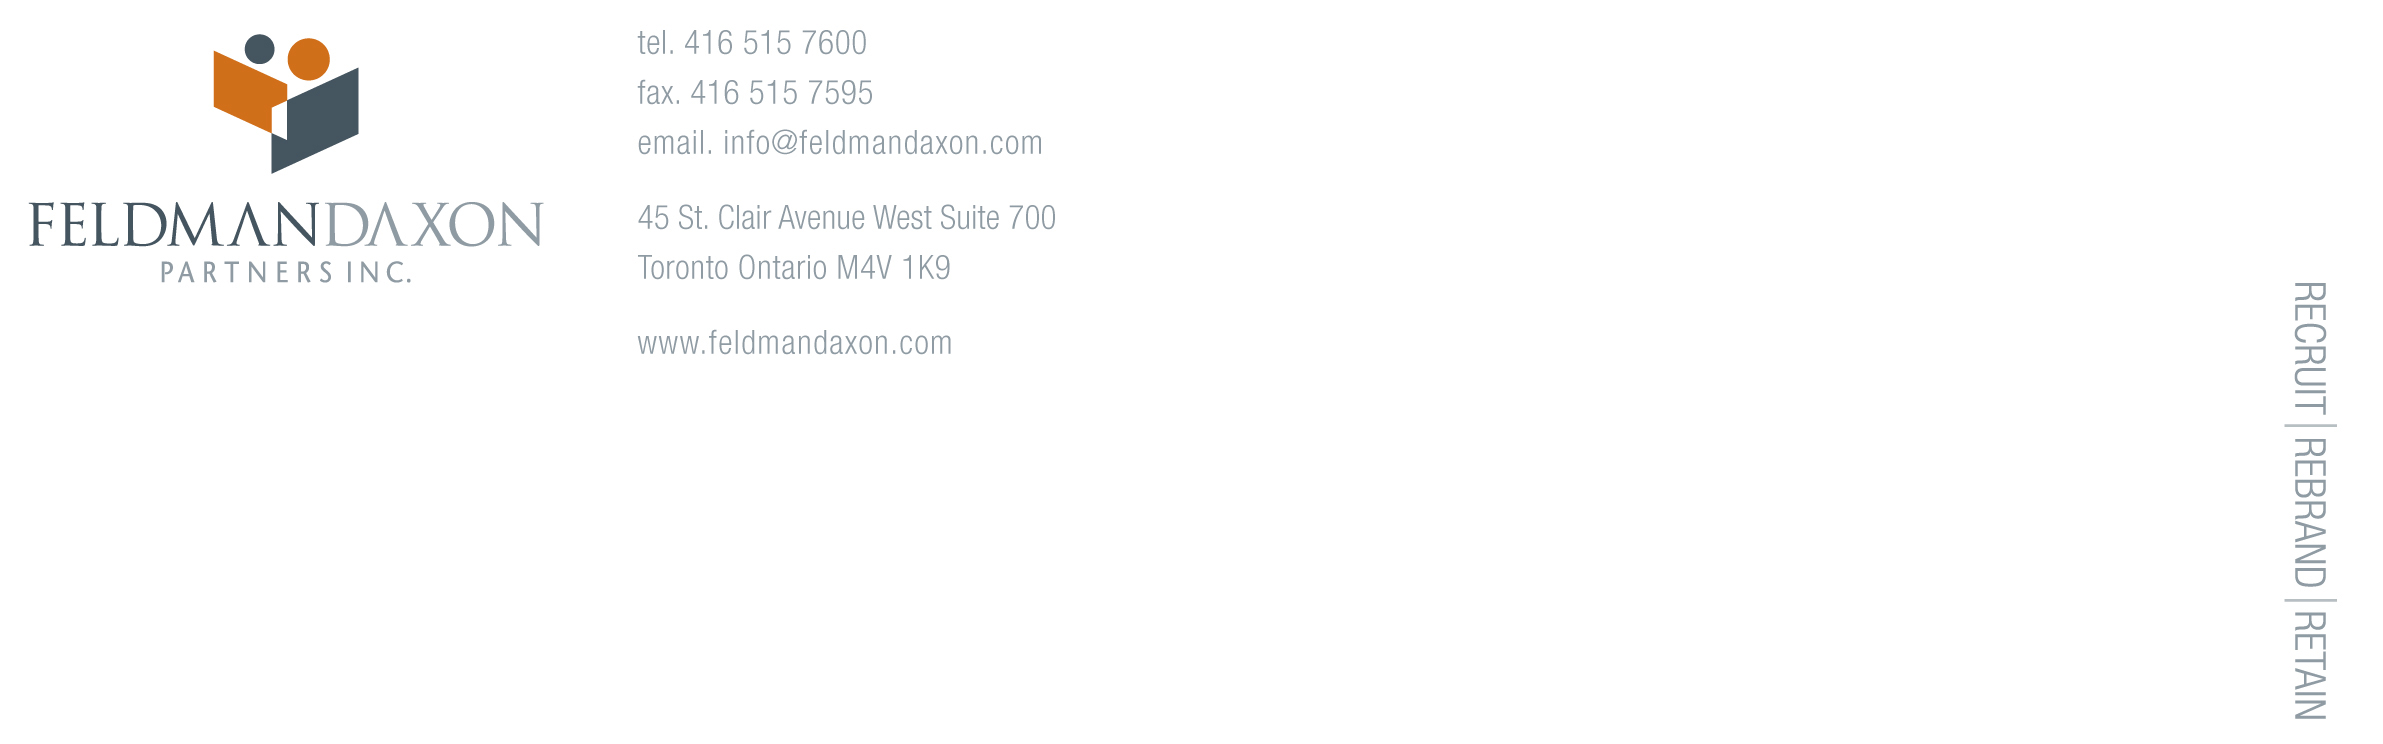 FELDMANDAXON
PARTNERS INC.
tel. 416 515 7600
fax. 416 515 7595
email. info@feldmandaxon.com
45 St. Clair Avenue West Suite 700
Toronto Ontario M4V 1K9
www.feldmandaxon.com
RECRUIT | REBRAND | RETAIN